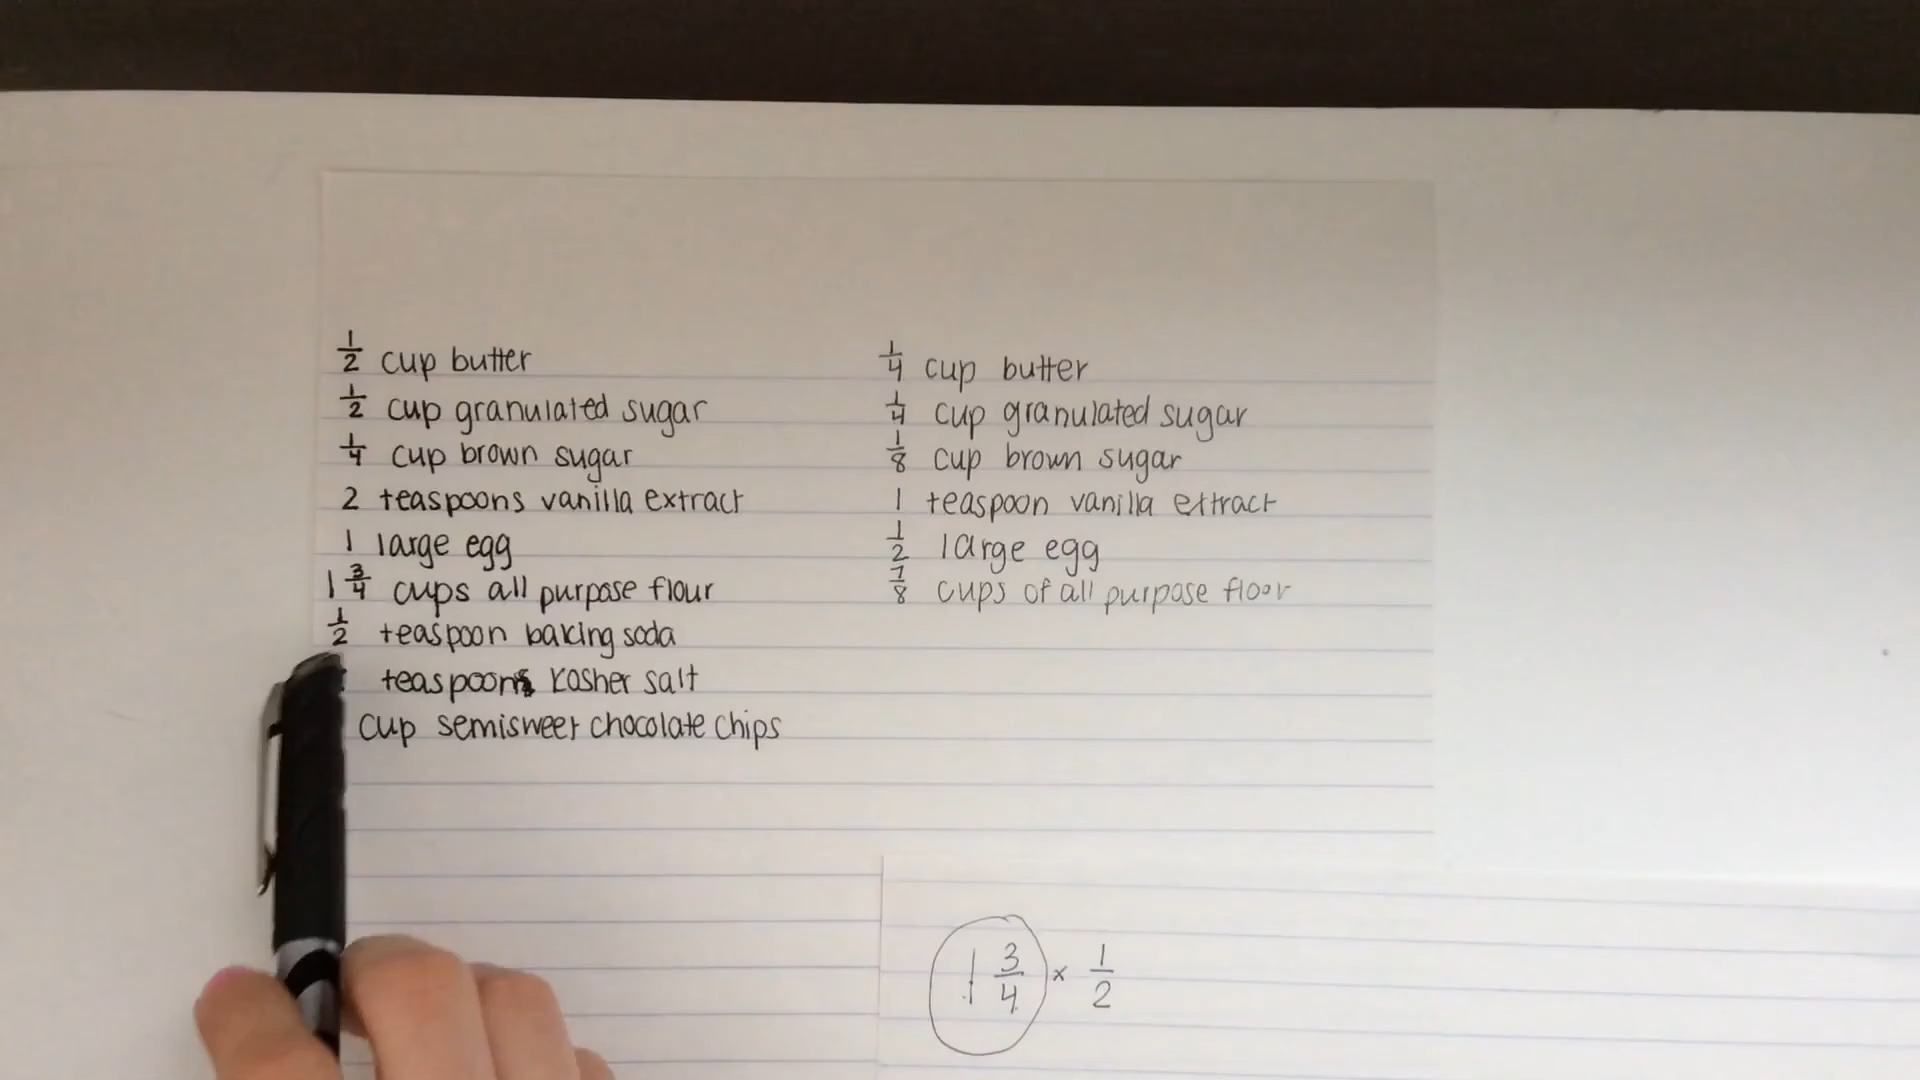 1/2 cup butter
1/2 cup granulated sugar
1/4 cup brown sugar
2 teaspoons vanilla extract
1 large egg
1 3/4 cups all purpose flour
1/2 teaspoon baking soda
teaspoon kosher salt
cup semisweet chocolate chips
1/4 cup butter
1/4 cup granulated sugar
1/8 cup brown sugar
1 teaspoon vanilla extract
1/2 large egg
7/8 cups of all purpose floor
1 3/4 × 1/2